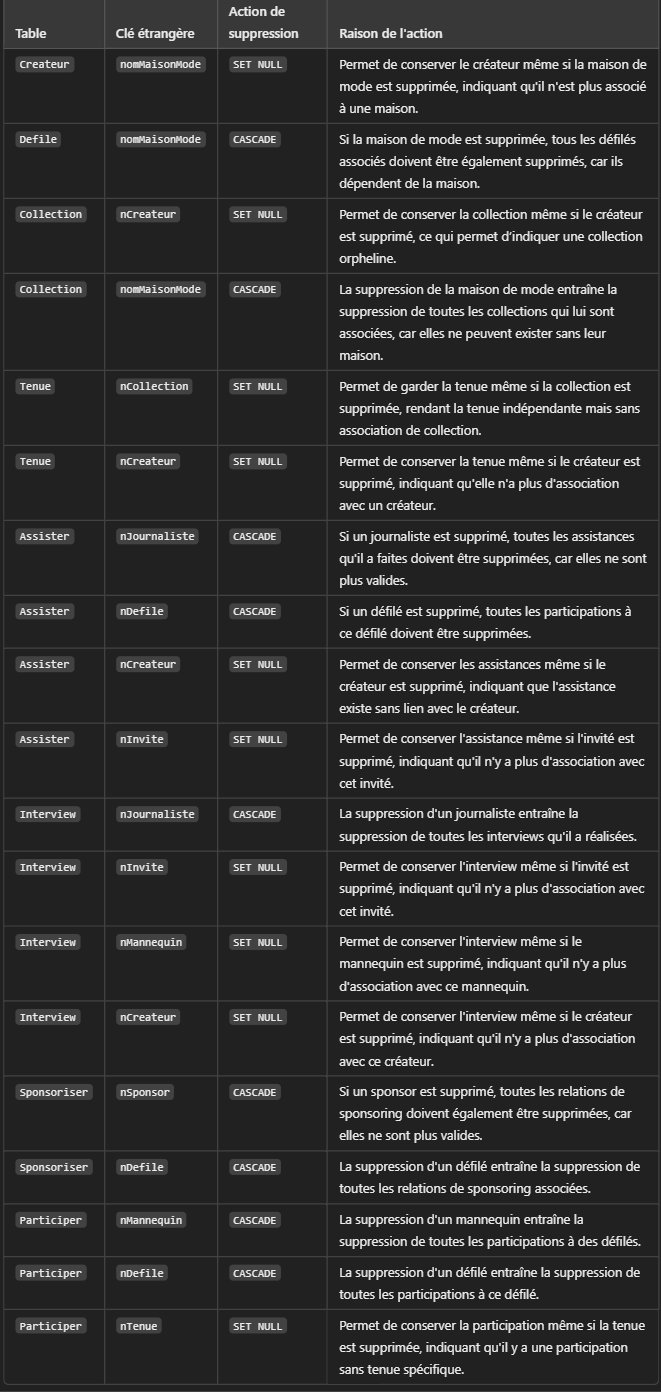 Table Clé étrangère Action de suppression Raison de l'action
Createur nomMaisonMode SET NULL Permet de conserver le créateur même si la maison de
mode est supprimée, indiquant qu'il n'est plus associé
à une maison.
Defile nomMaisonMode CASCADE Si la maison de mode est supprimée, tous les défilés
associés doivent être également supprimés, car ils
dépendent de la maison.
Collection nCreateur SET NULL Permet de conserver la collection même si le créateur
est supprimé, ce qui permet d’indiquer une collection
orpheline.
Collection nomMaisonMode CASCADE La suppression de la maison de mode entraîne la
suppression de toutes les collections qui lui sont
associées, car elles ne peuvent exister sans leur
maison.
Tenue nCollection SET NULL Permet de garder la tenue même si la collection est
supprimée, rendant la tenue indépendante mais sans
association de collection.
Tenue nCreateur SET NULL Permet de conserver la tenue même si le créateur est
supprimé, indiquant qu'elle n'a plus d'association
avec un créateur.
Assister nJournaliste CASCADE Si un journaliste est supprimé, toutes les assistances
qu'il a faites doivent être supprimées, car elles ne sont
plus valides.
Assister nDefile CASCADE Si un défilé est supprimé, toutes les participations à
ce défilé doivent être supprimées.
Assister nCreateur SET NULL Permet de conserver les assistances même si le
créateur est supprimé, indiquant que l'assistance
existe sans lien avec le créateur.
Assister nInvite SET NULL Permet de conserver l'assistance même si l'invité est
supprimé, indiquant qu'il n'y a plus d'association avec
cet invité.
Interview nJournaliste CASCADE La suppression d'un journaliste entraîne la
suppression de toutes les interviews qu'il a réalisées.
Interview nInvite SET NULL Permet de conserver l'interview même si l'invité est
supprimé, indiquant qu'il n'y a plus d'association avec
cet invité.
Interview nMannequin SET NULL Permet de conserver l'interview même si le
mannequin est supprimé, indiquant qu'il n'y a plus
d'association avec ce mannequin.
Interview nCreateur SET NULL Permet de conserver l'interview même si le créateur
est supprimé, indiquant qu'il n'y a plus d'association
avec ce créateur.
Sponsoriser nSponsor CASCADE Si un sponsor est supprimé, toutes les relations de
sponsoring doivent également être supprimées, car
elles ne sont plus valides.
Sponsoriser nDefile CASCADE La suppression d'un défilé entraîne la suppression de
toutes les relations de sponsoring associées.
Participer nMannequin CASCADE La suppression d'un mannequin entraîne la
suppression de toutes les participations à des défilés.
Participer nDefile CASCADE La suppression d'un défilé entraîne la suppression de
toutes les participations à ce défilé.
Participer nTenue SET NULL Permet de conserver la participation même si la tenue
est supprimée, indiquant qu'il y a une participation
sans tenue spécifique.